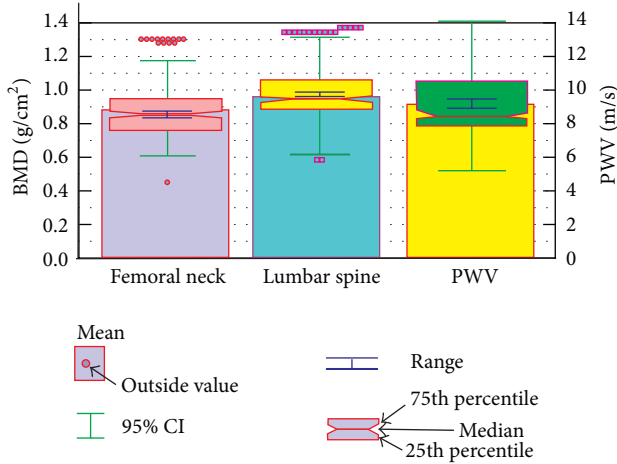 1.4
1.2
1.0
0.8
0.6
0.4
0.2
0.0
BMD (g/cm²)
14
12
10
8
6
4
2
0
PWV (m/s)
Femoral neck
Lumbar spine
PWV
Mean
Outside value
95% CI
Range
75th percentile
Median
25th percentile